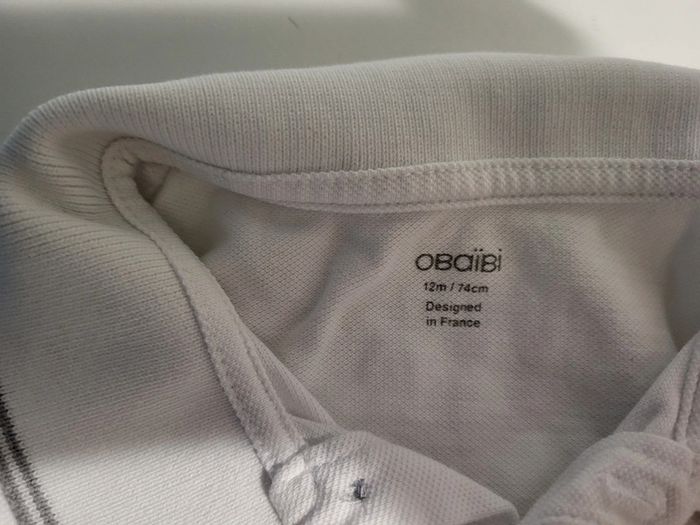 OBaïBi
12m / 74cm
Designed
in France